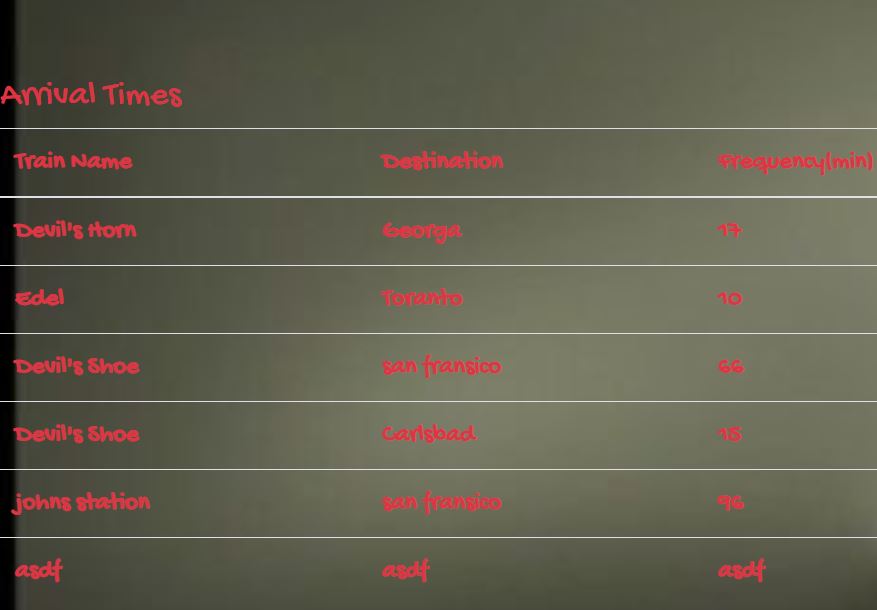 Arrival Times
Train Name Destination frequency(min)
Devil's Horn Georga 17
Edel Toranto 10
Devil's Shoe san fransico 66
Devil's Shoe Carlsbad 15
johns station san fransico 96
asdf asdf asdf